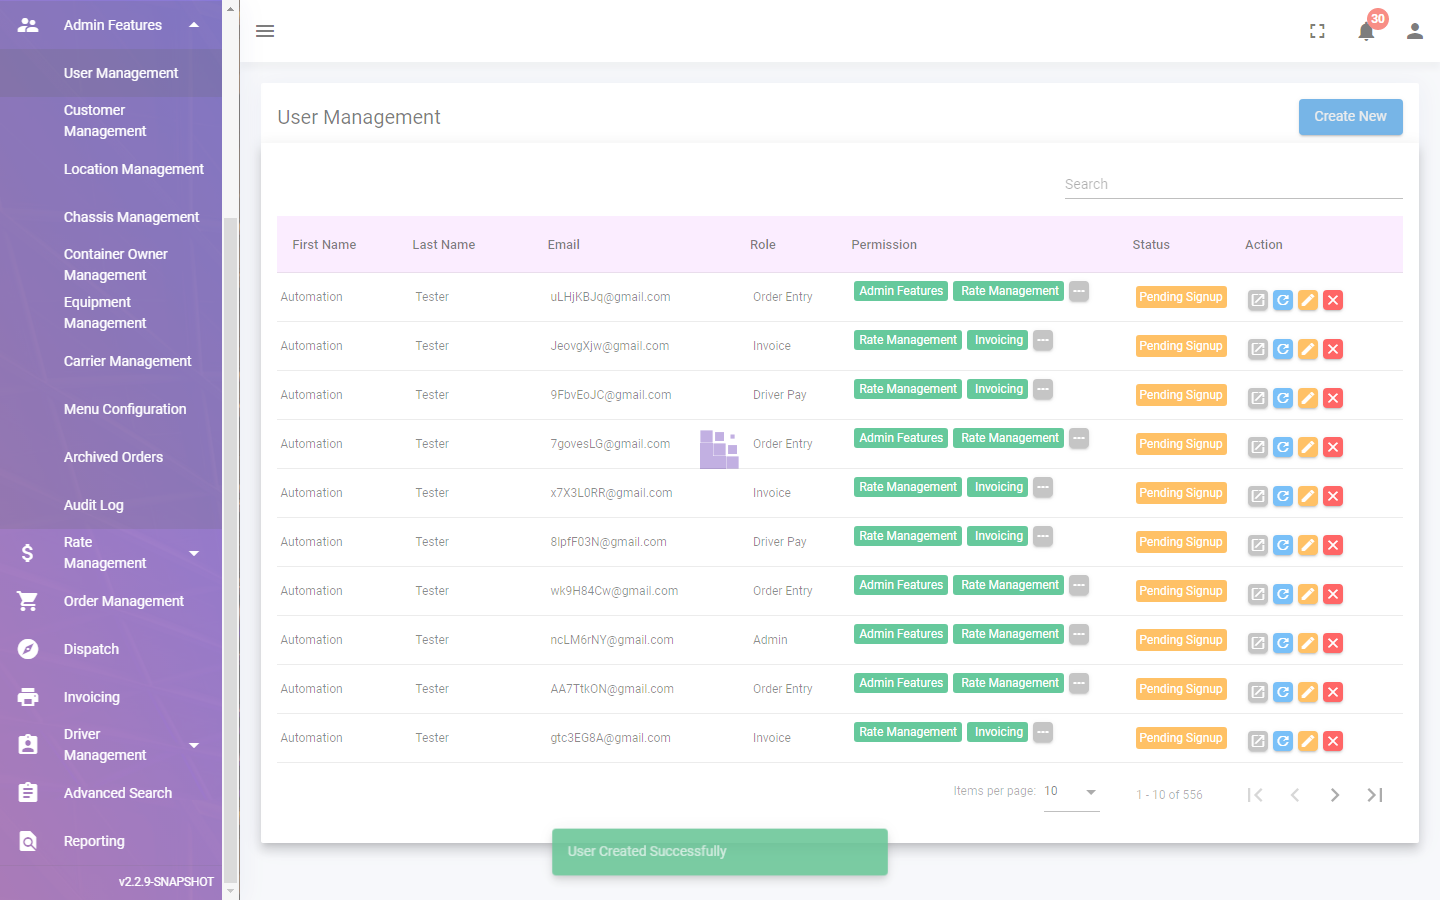 Admin Features
User Management
Customer
Management
Location Management
Chassis Management
Container Owner
Management
Equipment
Management
Carrier Management
Menu Configuration
Archived Orders
Audit Log
Rate
Management
Order Management
Dispatch
Invoicing
Driver
Management
Advanced Search
Reporting
v2.2.9-SNAPSHOT
30
User Management
Create New
Search
First Name Last Name Email Role Permission Status Action
Automation Tester uLHjKBJq@gmail.com Order Entry Admin Features Rate Management --- Pending Signup
Automation Tester JeovgXjw@gmail.com Invoice Rate Management Invoicing --- Pending Signup
Automation Tester 9FbvEoJC@gmail.com Driver Pay Rate Management Invoicing --- Pending Signup
Automation Tester 7govesLG@gmail.com Order Entry Admin Features Rate Management --- Pending Signup
Automation Tester x7X3L0RR@gmail.com Invoice Rate Management Invoicing --- Pending Signup
Automation Tester 8lpfF03N@gmail.com Driver Pay Rate Management Invoicing --- Pending Signup
Automation Tester wk9H84Cw@gmail.com Order Entry Admin Features Rate Management --- Pending Signup
Automation Tester ncLM6rNY@gmail.com Admin Admin Features Rate Management --- Pending Signup
Automation Tester AA7TtkON@gmail.com Order Entry Admin Features Rate Management --- Pending Signup
Automation Tester gtc3EG8A@gmail.com Invoice Rate Management Invoicing --- Pending Signup
Items per page: 10 1 - 10 of 556
User Created Successfully